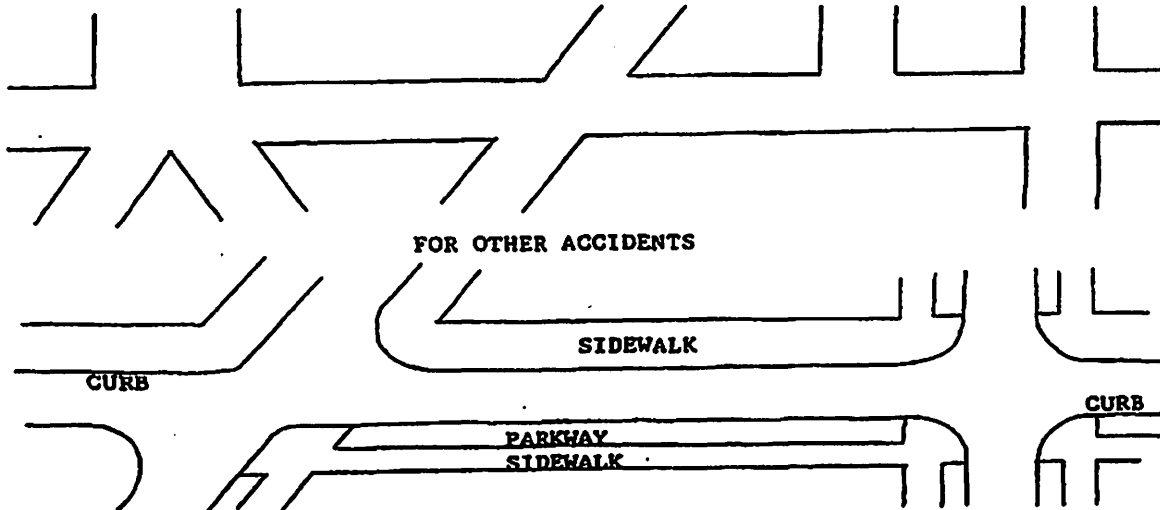 FOR OTHER ACCIDENTS
SIDEWALK
CURB
CURB
PARKWAY
SIDEWALK